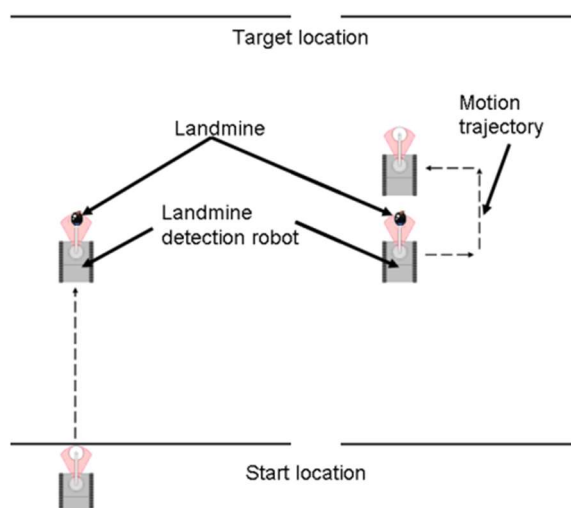 Target location
Motion
trajectory
Landmine
Landmine
detection robot
Start location